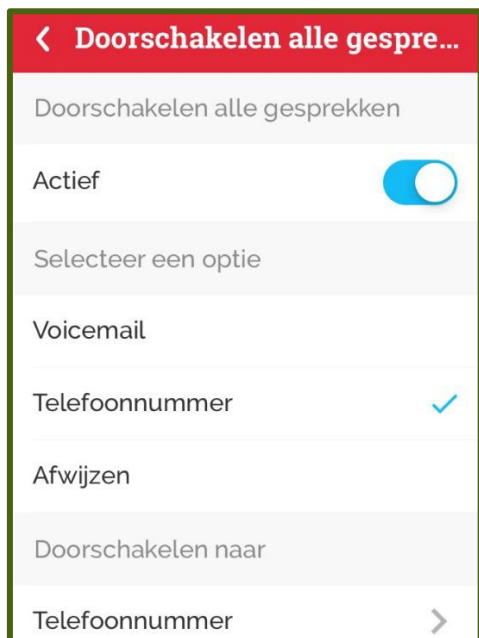 Doorschakelen alle gespre...
Doorschakelen alle gesprekken
Actief
Selecteer een optie
Voicemail
Telefoonnummer
Afwijzen
Doorschakelen naar
Telefoonnummer